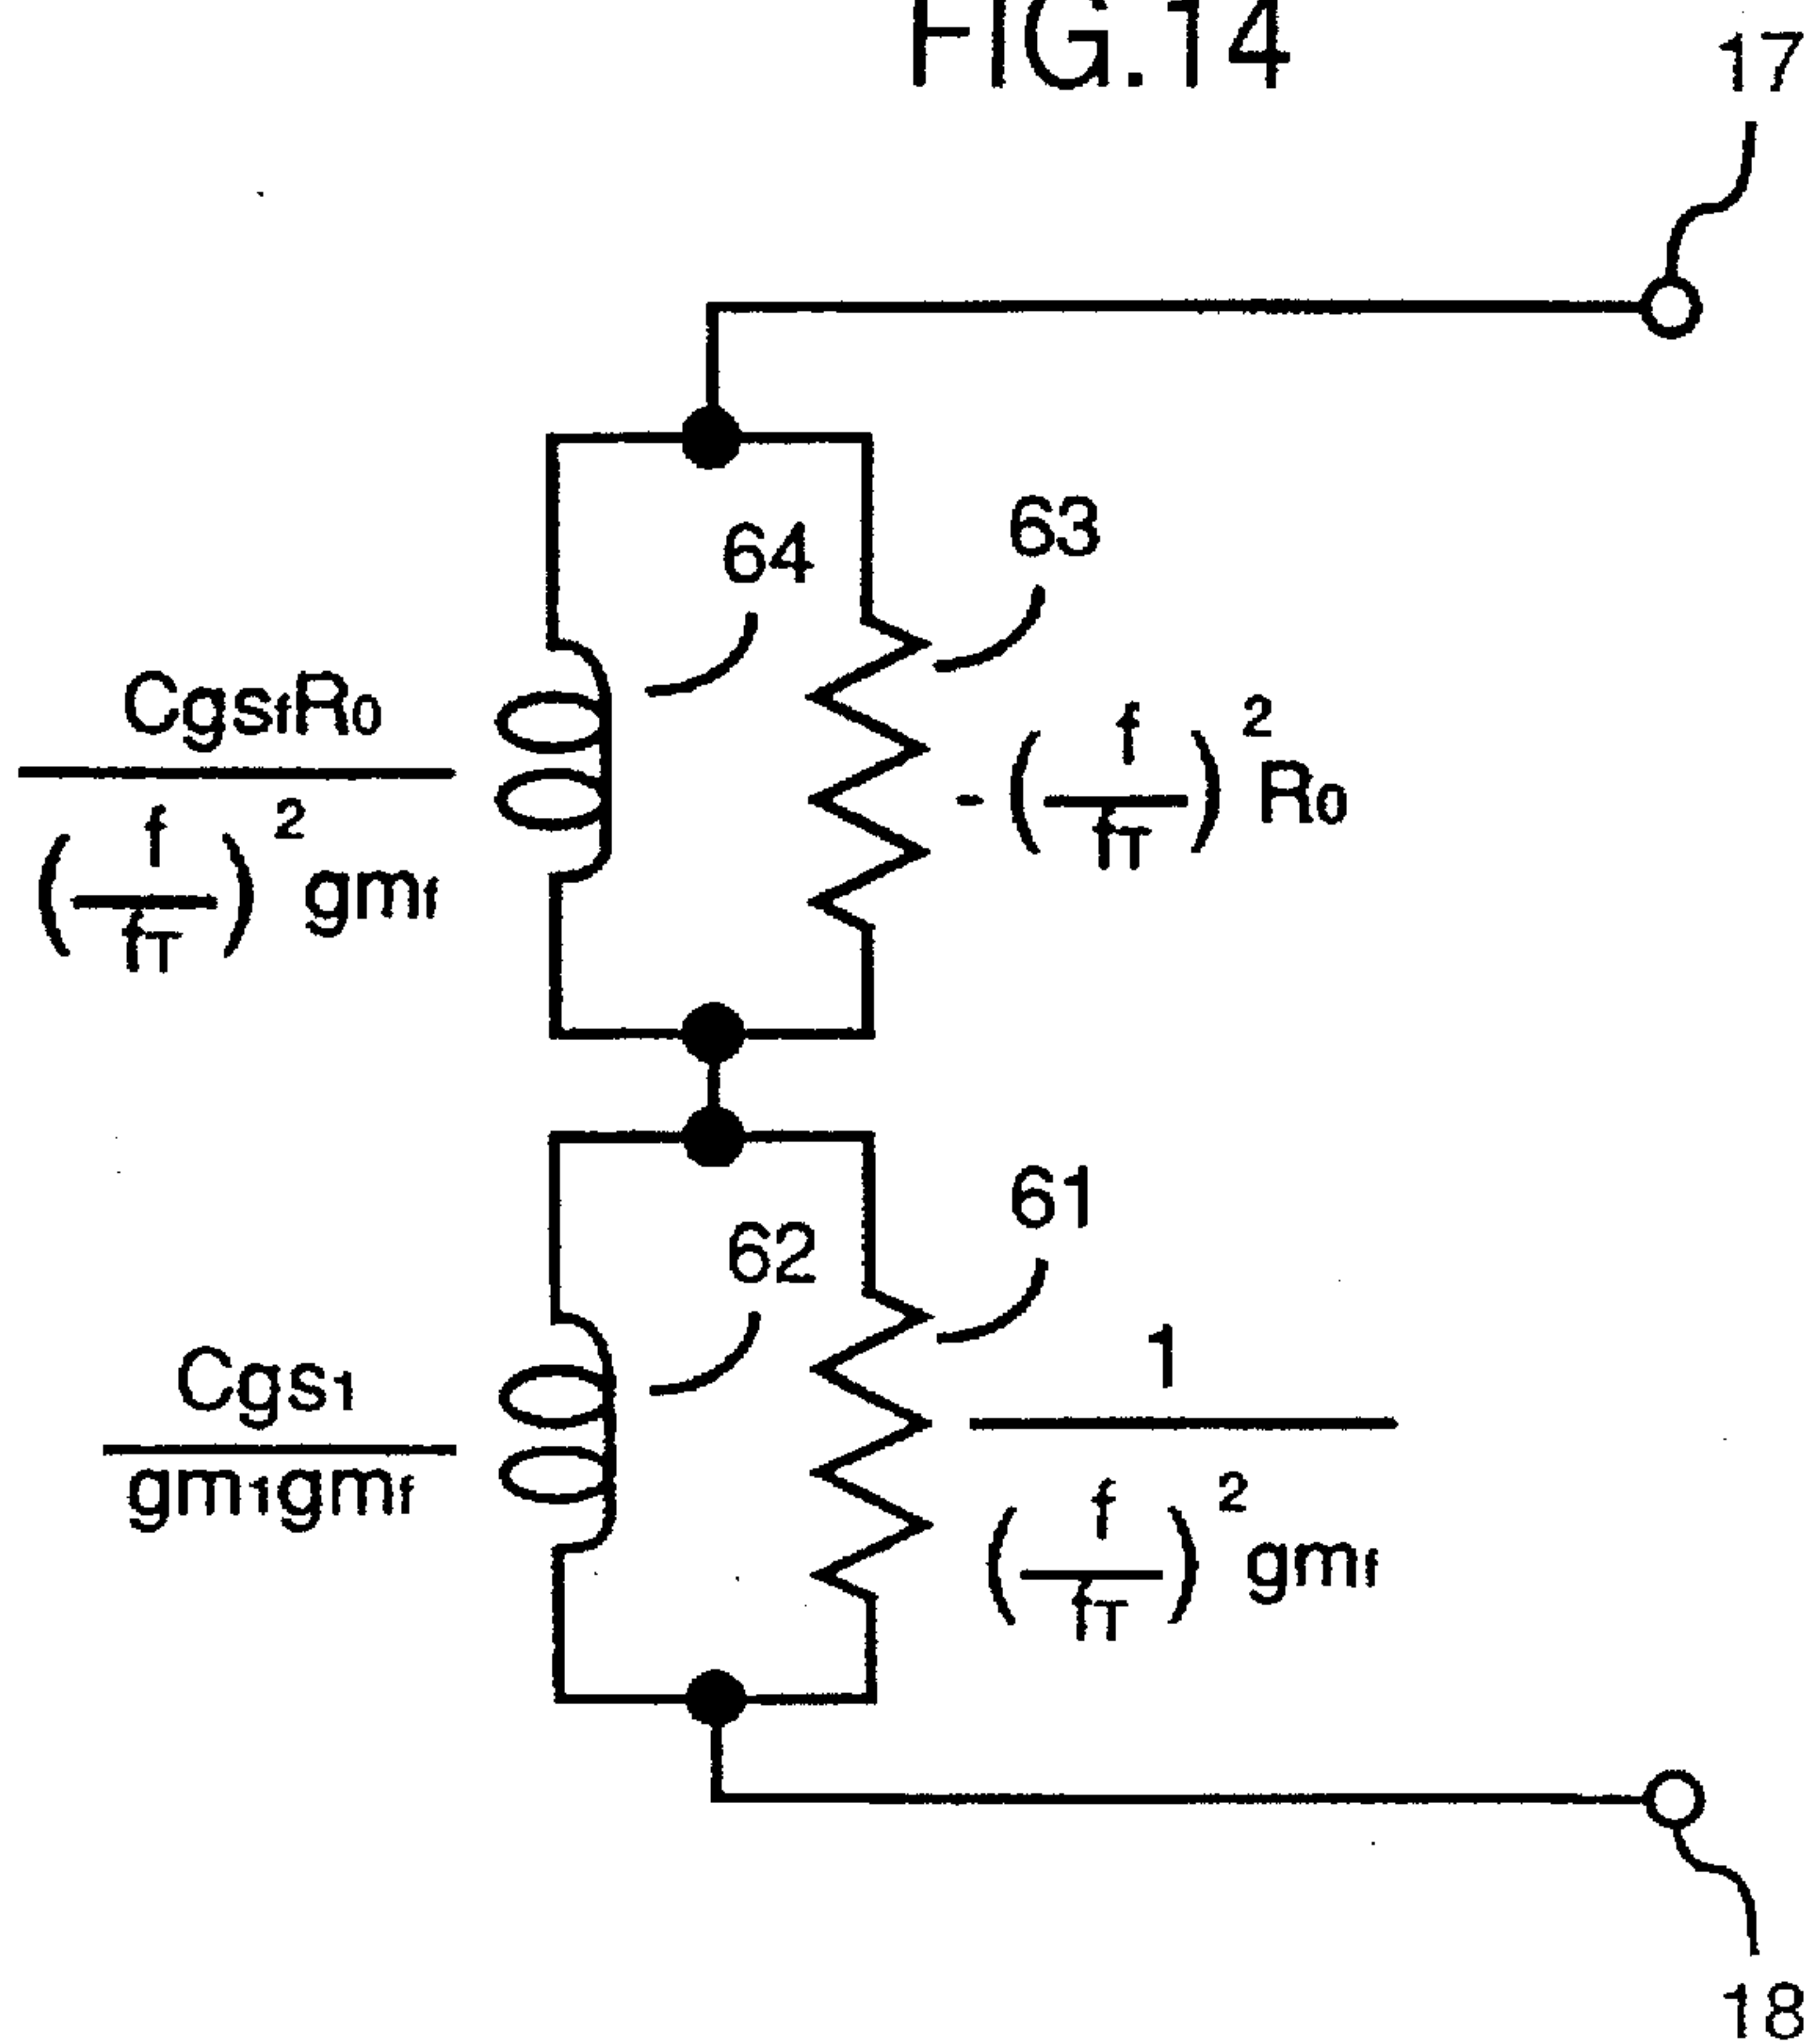 FIG.14
17
64
63
CgsfR0
(f/fT)2 gmf
-(f/fT)2 R0
62
61
Cgs1
gm1gmf
1
(f/fT)2 gmf
18